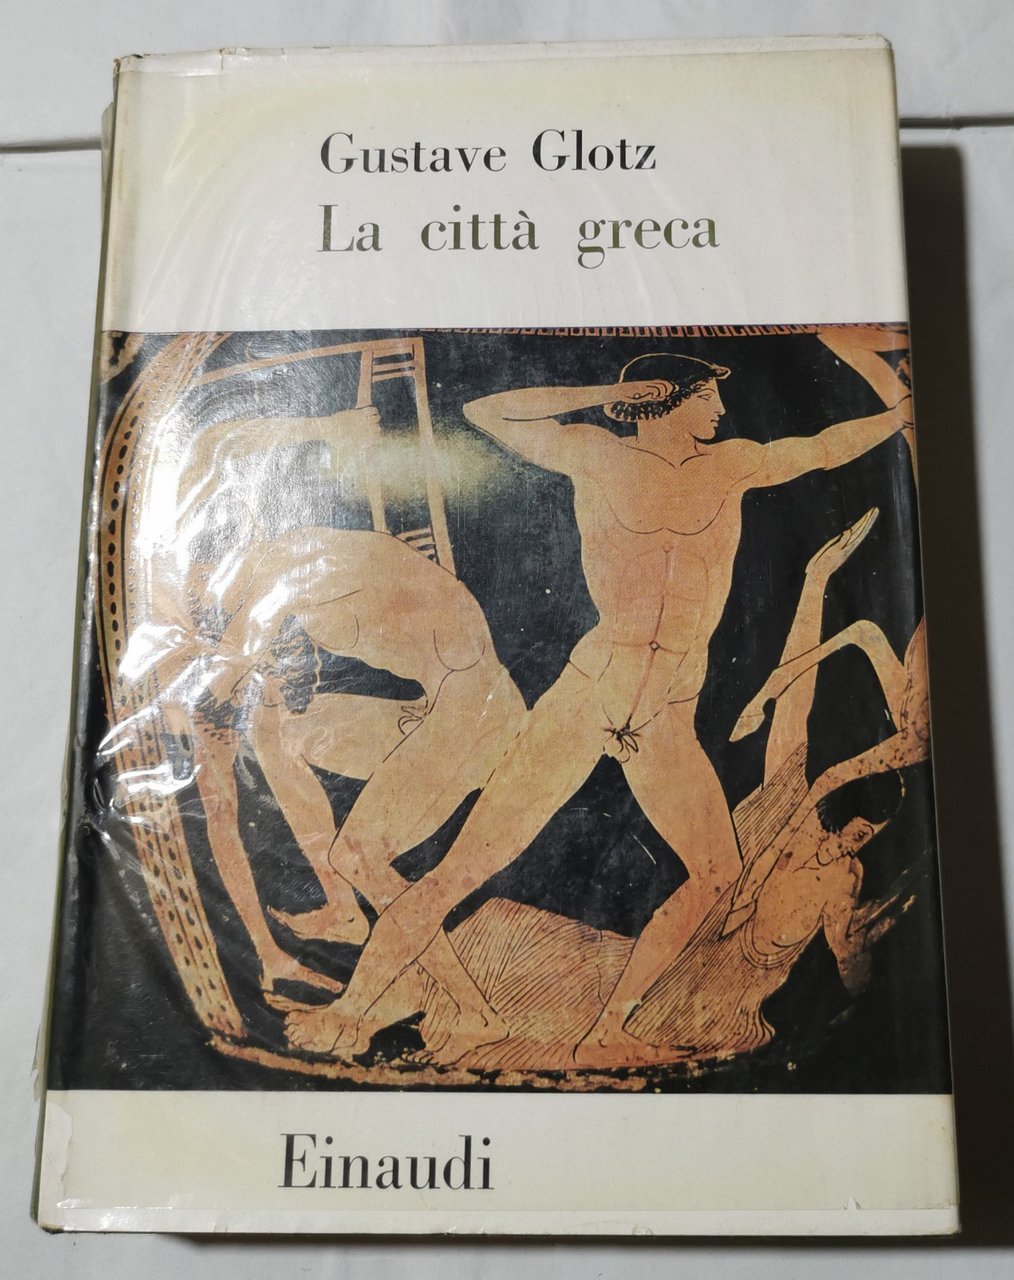 Gustave Glotz
La città greca
Einaudi